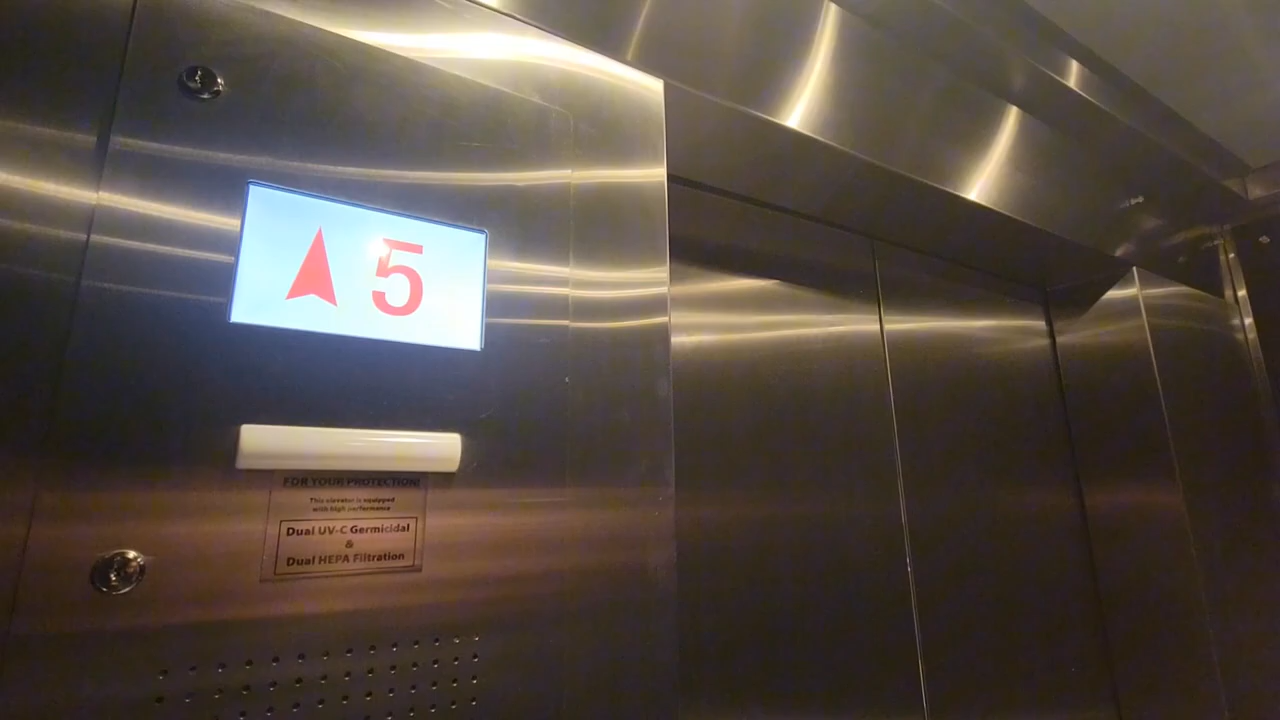 5
FOR YOUR PROTECTION!
This elevator is equipped
with high performance
Dual UV-C Germicidal
&
Dual HEPA Filtration